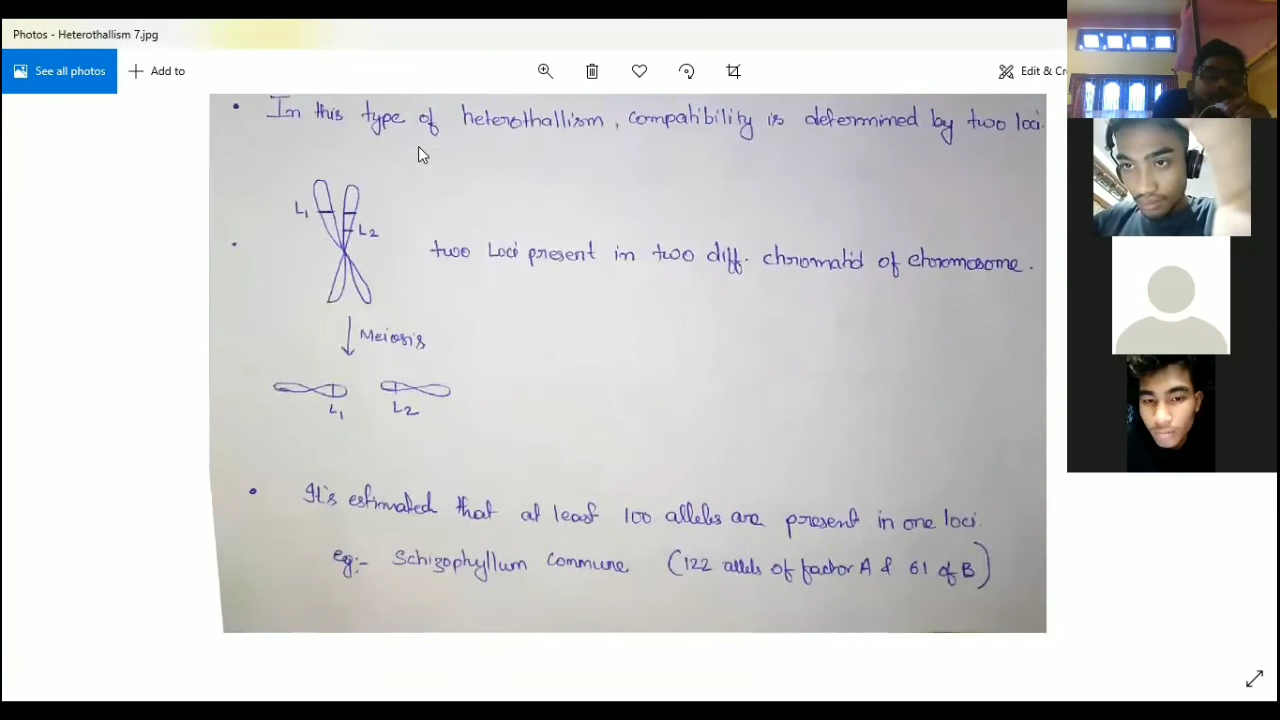 Photos - Heterothallism 7.jpg
See all photos
Add to
Edit & Cr
• In this type of heterothallism, compatibility is determined by two loci.
L1
L2
two Loci present in two diff. chromatid of chromosome.
Meiosis
L1
L2
• It's estimated that at least 100 alleles are present in one loci.
eg:- Schizophyllum commune (122 allels of factor A & 61 of B)